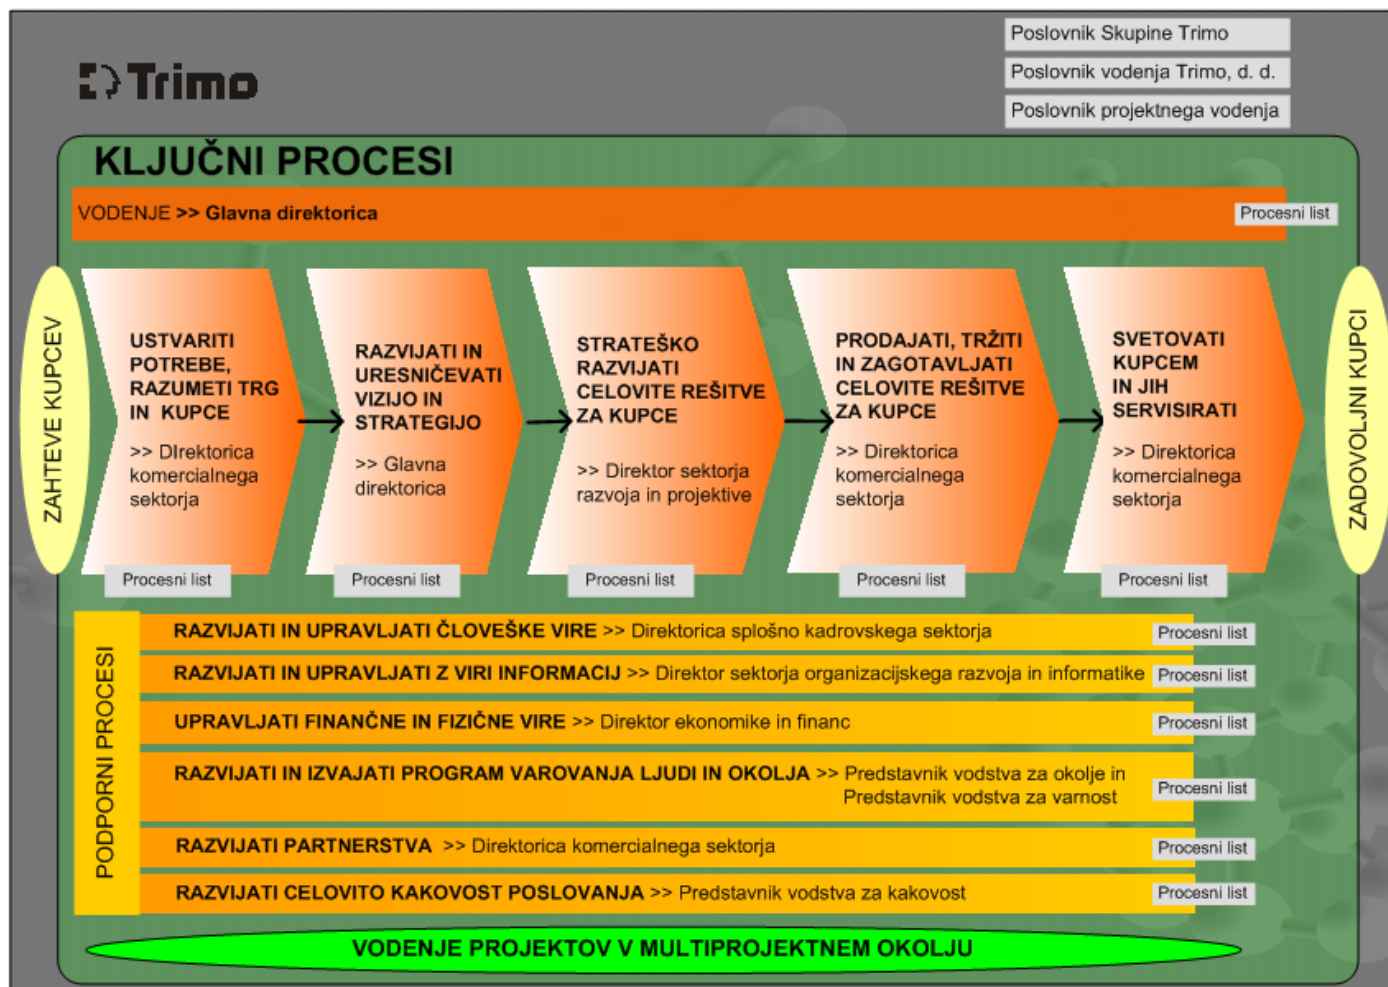 Poslovnik Skupine Trimo
Trimo
Poslovnik vodenja Trimo, d. d.
Poslovnik projektnega vodenja
KLJUČNI PROCESI
VODENJE >> Glavna direktorica
Procesni list
ZAHTEVE KUPCEV
USTVARITI
POTREBE,
RAZUMETI TRG
IN KUPCE
>> DIrektorica
komercialnega
sektorja
Procesni list
RAZVIJATI IN
URESNIČEVATI
VIZIJO IN
STRATEGIJO
>> Glavna
direktorica
Procesni list
STRATEŠKO
RAZVIJATI
CELOVITE REŠITVE
ZA KUPCE
>> Direktor sektorja
razvoja in projektive
Procesni list
PRODAJATI, TRŽITI
IN ZAGOTAVLJATI
CELOVITE REŠITVE
ZA KUPCE
>> Direktorica
komercialnega
sektorja
Procesni list
SVETOVATI
KUPCEM
IN JIH
SERVISIRATI
>> Direktorica
komercialnega
sektorja
Procesni list
ZADOVOLJNI KUPCI
PODPORNI PROCESI
RAZVIJATI IN UPRAVLJATI ČLOVEŠKE VIRE >> Direktorica splošno kadrovskega sektorja
Procesni list
RAZVIJATI IN UPRAVLJATI Z VIRI INFORMACIJ >> Direktor sektorja organizacijskega razvoja in informatike
Procesni list
UPRAVLJATI FINANČNE IN FIZIČNE VIRE >> Direktor ekonomike in financ
Procesni list
RAZVIJATI IN IZVAJATI PROGRAM VAROVANJA LJUDI IN OKOLJA >> Predstavnik vodstva za okolje in
Predstavnik vodstva za varnost
Procesni list
RAZVIJATI PARTNERSTVA >> Direktorica komercialnega sektorja
Procesni list
RAZVIJATI CELOVITO KAKOVOST POSLOVANJA >> Predstavnik vodstva za kakovost
Procesni list
VODENJE PROJEKTOV V MULTIPROJEKTNEM OKOLJU